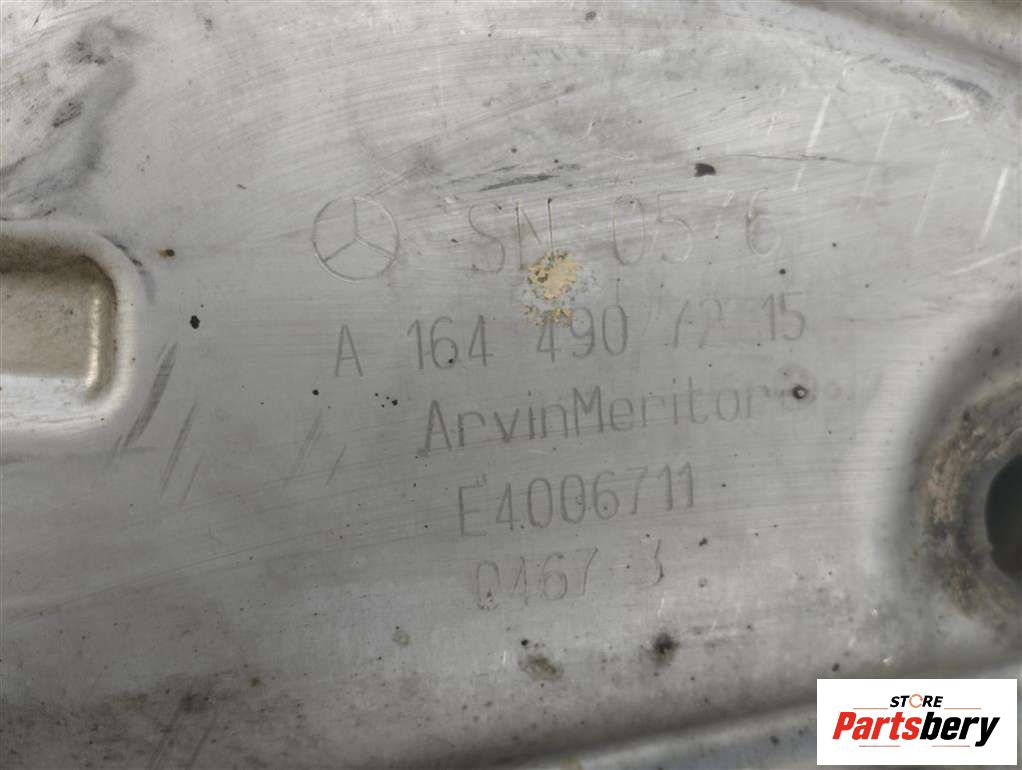 SN 0576
A 164 490 72 15
ArvinMeritor
E4006711
0467 3
STORE
Partsbery